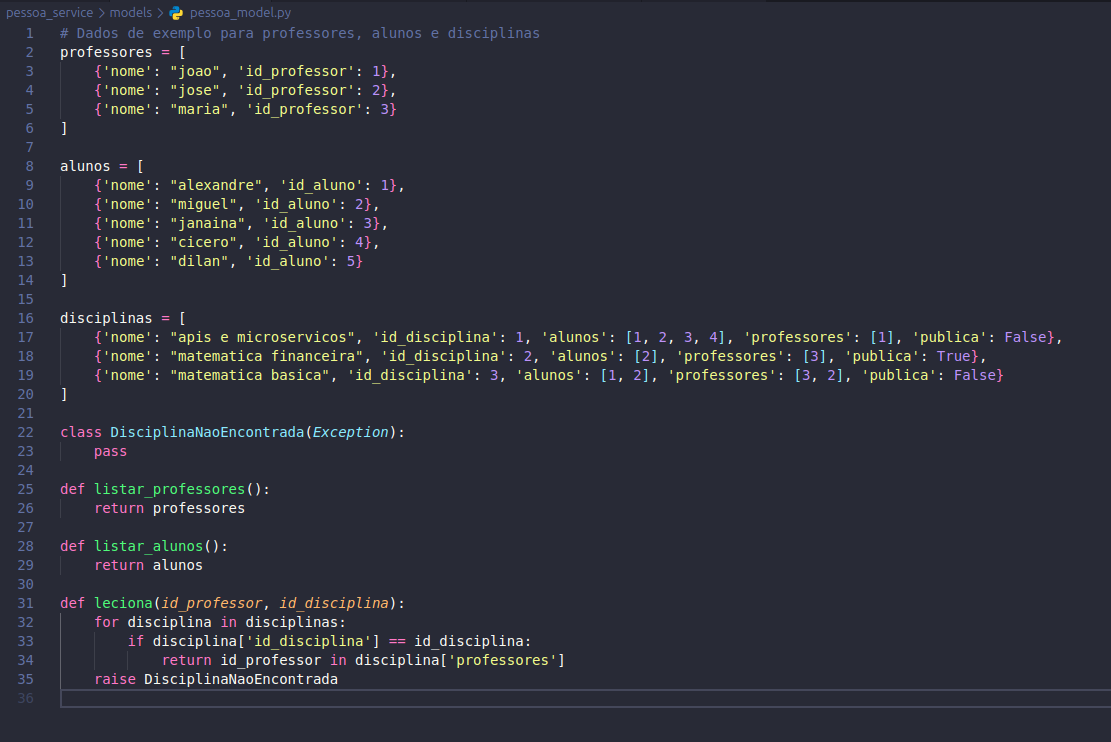 pessoa_service > models > pessoa_model.py
1 # Dados de exemplo para professores, alunos e disciplinas
2 professores = [
3     {'nome': "joao", 'id_professor': 1},
4     {'nome': "jose", 'id_professor': 2},
5     {'nome': "maria", 'id_professor': 3}
6 ]
7
8 alunos = [
9     {'nome': "alexandre", 'id_aluno': 1},
10     {'nome': "miguel", 'id_aluno': 2},
11     {'nome': "janaina", 'id_aluno': 3},
12     {'nome': "cicero", 'id_aluno': 4},
13     {'nome': "dilan", 'id_aluno': 5}
14 ]
15
16 disciplinas = [
17     {'nome': "apis e microservicos", 'id_disciplina': 1, 'alunos': [1, 2, 3, 4], 'professores': [1], 'publica': False},
18     {'nome': "matematica financeira", 'id_disciplina': 2, 'alunos': [2], 'professores': [3], 'publica': True},
19     {'nome': "matematica basica", 'id_disciplina': 3, 'alunos': [1, 2], 'professores': [3, 2], 'publica': False}
20 ]
21
22 class DisciplinaNaoEncontrada(Exception):
23     pass
24
25 def listar_professores():
26     return professores
27
28 def listar_alunos():
29     return alunos
30
31 def leciona(id_professor, id_disciplina):
32     for disciplina in disciplinas:
33         if disciplina['id_disciplina'] == id_disciplina:
34             return id_professor in disciplina['professores']
35     raise DisciplinaNaoEncontrada
36